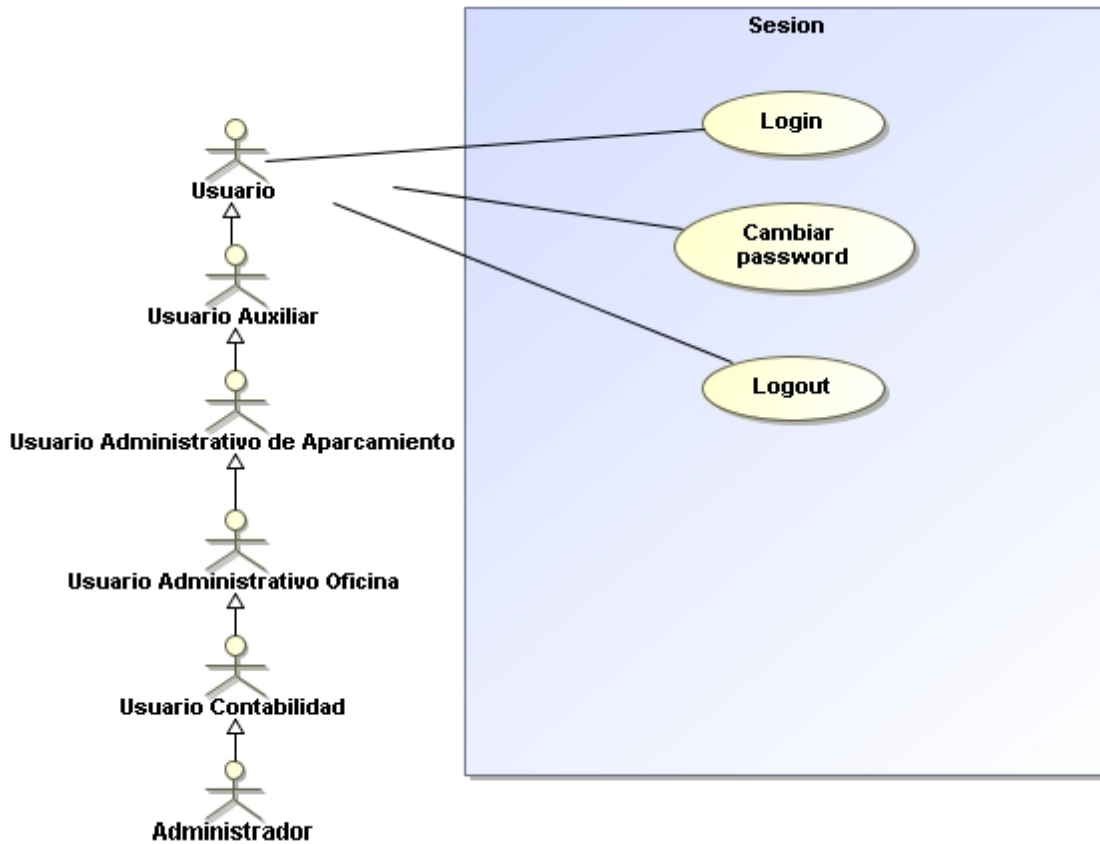 Sesion
Login
Usuario
Cambiar
password
Usuario Auxiliar
Logout
Usuario Administrativo de Aparcamiento
Usuario Administrativo Oficina
Usuario Contabilidad
Administrador